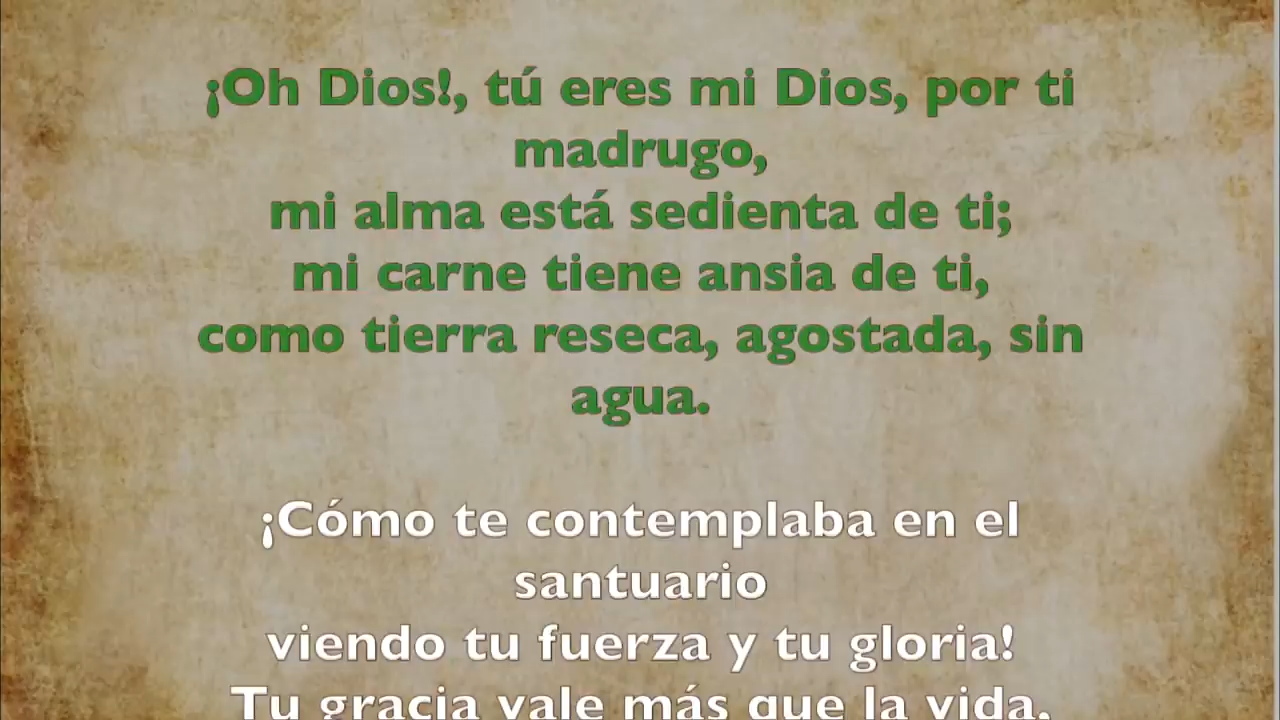 ¡Oh Dios!, tú eres mi Dios, por ti
madrugo,
mi alma está sedienta de ti;
mi carne tiene ansia de ti,
como tierra reseca, agostada, sin
agua.
¡Cómo te contemplaba en el
santuario
viendo tu fuerza y tu gloria!
Tu gracia vale más que la vida,